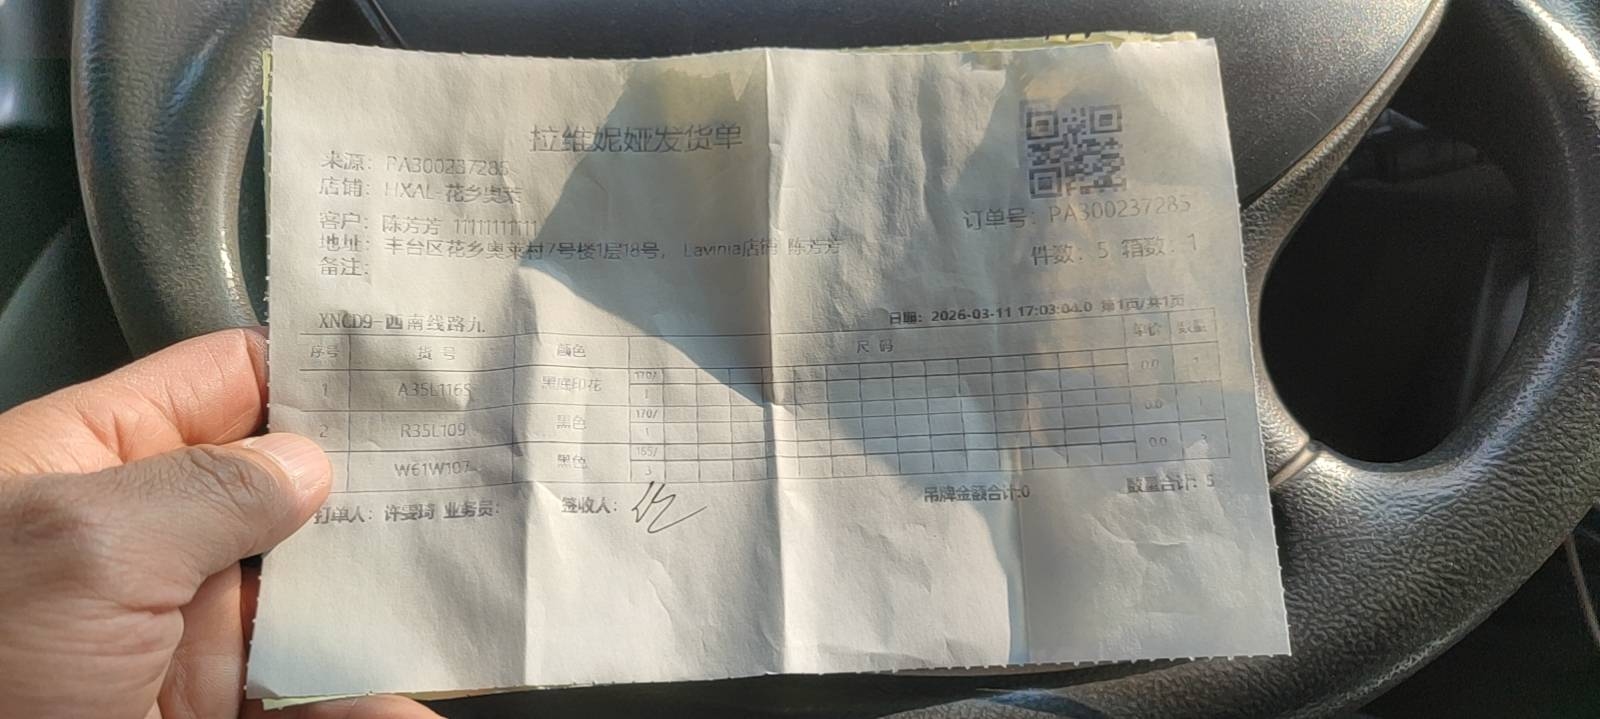 拉维妮娅发货单
来源: PA300237285
店铺: HXAL-花乡奥莱
客户: 陈芳芳 11111111111
订单号: PA300237285
地址: 丰台区花乡奥莱村7号楼1层18号, Lavinia店铺 陈芳芳
件数: 5 箱数: 1
备注:
XNCD9-西南线路九
日期: 2026-03-11 17:03:04.0 第1页/共1页
序号 货号 颜色 尺码 单价 数量
1 A35L116S 黑底印花 170/ 1 0.0 1
2 R35L109 黑色 170/ 1 0.0 1
W61W107 黑色 165/ 3 0.0 3
打单人: 许雯琦 业务员: 签收人: 吊牌金额合计:0 数量合计: 5